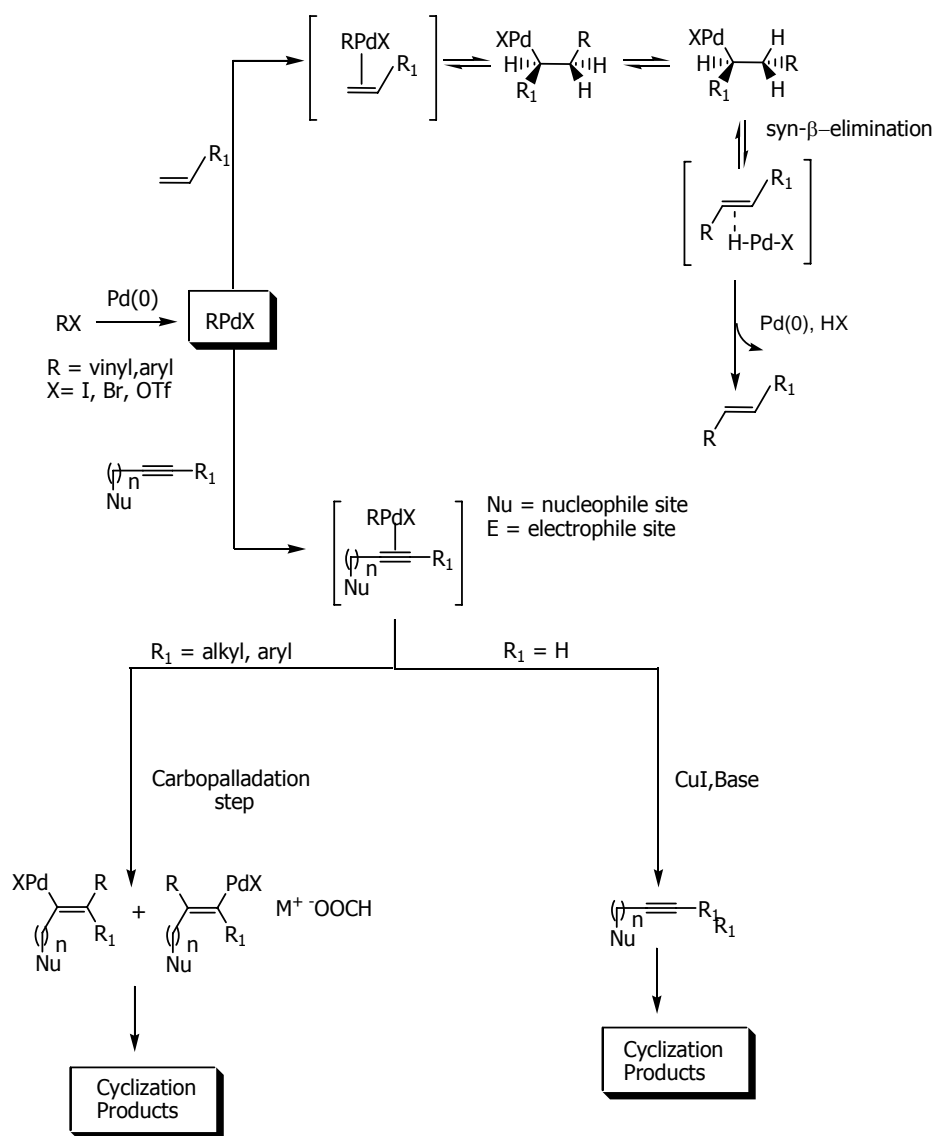 RPdX
R1
XPd
R
H
H
R1
H
XPd
H
H
R
R1
H
syn-β-elimination
R1
R1
R
H-Pd-X
Pd(0)
RX
RPdX
Pd(0), HX
R = vinyl,aryl
X= I, Br, OTf
R1
R
( )n
R1
Nu
Nu = nucleophile site
E = electrophile site
RPdX
( )n
R1
Nu
R1 = alkyl, aryl
R1 = H
Carbopalladation
step
CuI,Base
XPd
R
R1
( )n
Nu
+
R
PdX
R1
( )n
Nu
M+ -OOCH
( )n
R1
R1
Nu
Cyclization
Products
Cyclization
Products